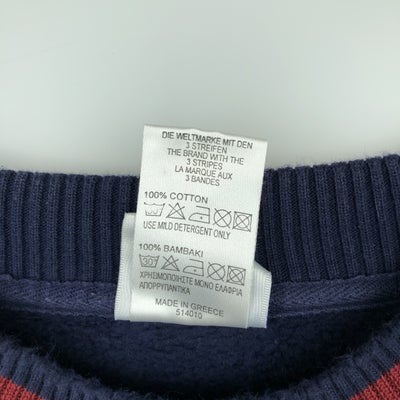 DIE WELTMARKE MIT DEN
3 STREIFEN
THE BRAND WITH THE
3 STRIPES
LA MARQUE AUX
3 BANDES
100% COTTON
USE MILD DETERGENT ONLY
100% ΒΑΜΒΑΚΙ
30
ΧΡΗΣΙΜΟΠΟΙΗΣΤΕ ΜΟΝΟ ΕΛΑΦΡΙΑ
ΑΠΟΡΡΥΠΑΝΤΙΚΑ
MADE IN GREECE
514010